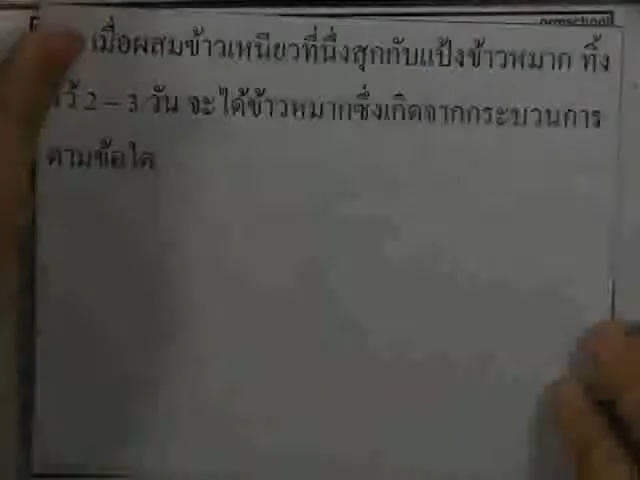 ormschool
เมื่อผสมข้าวเหนียวที่นึ่งสุกกับแป้งข้าวหมาก ทิ้ง
ไว้ 2 – 3 วัน จะได้ข้าวหมากซึ่งเกิดจากกระบวนการ
ตามข้อใด